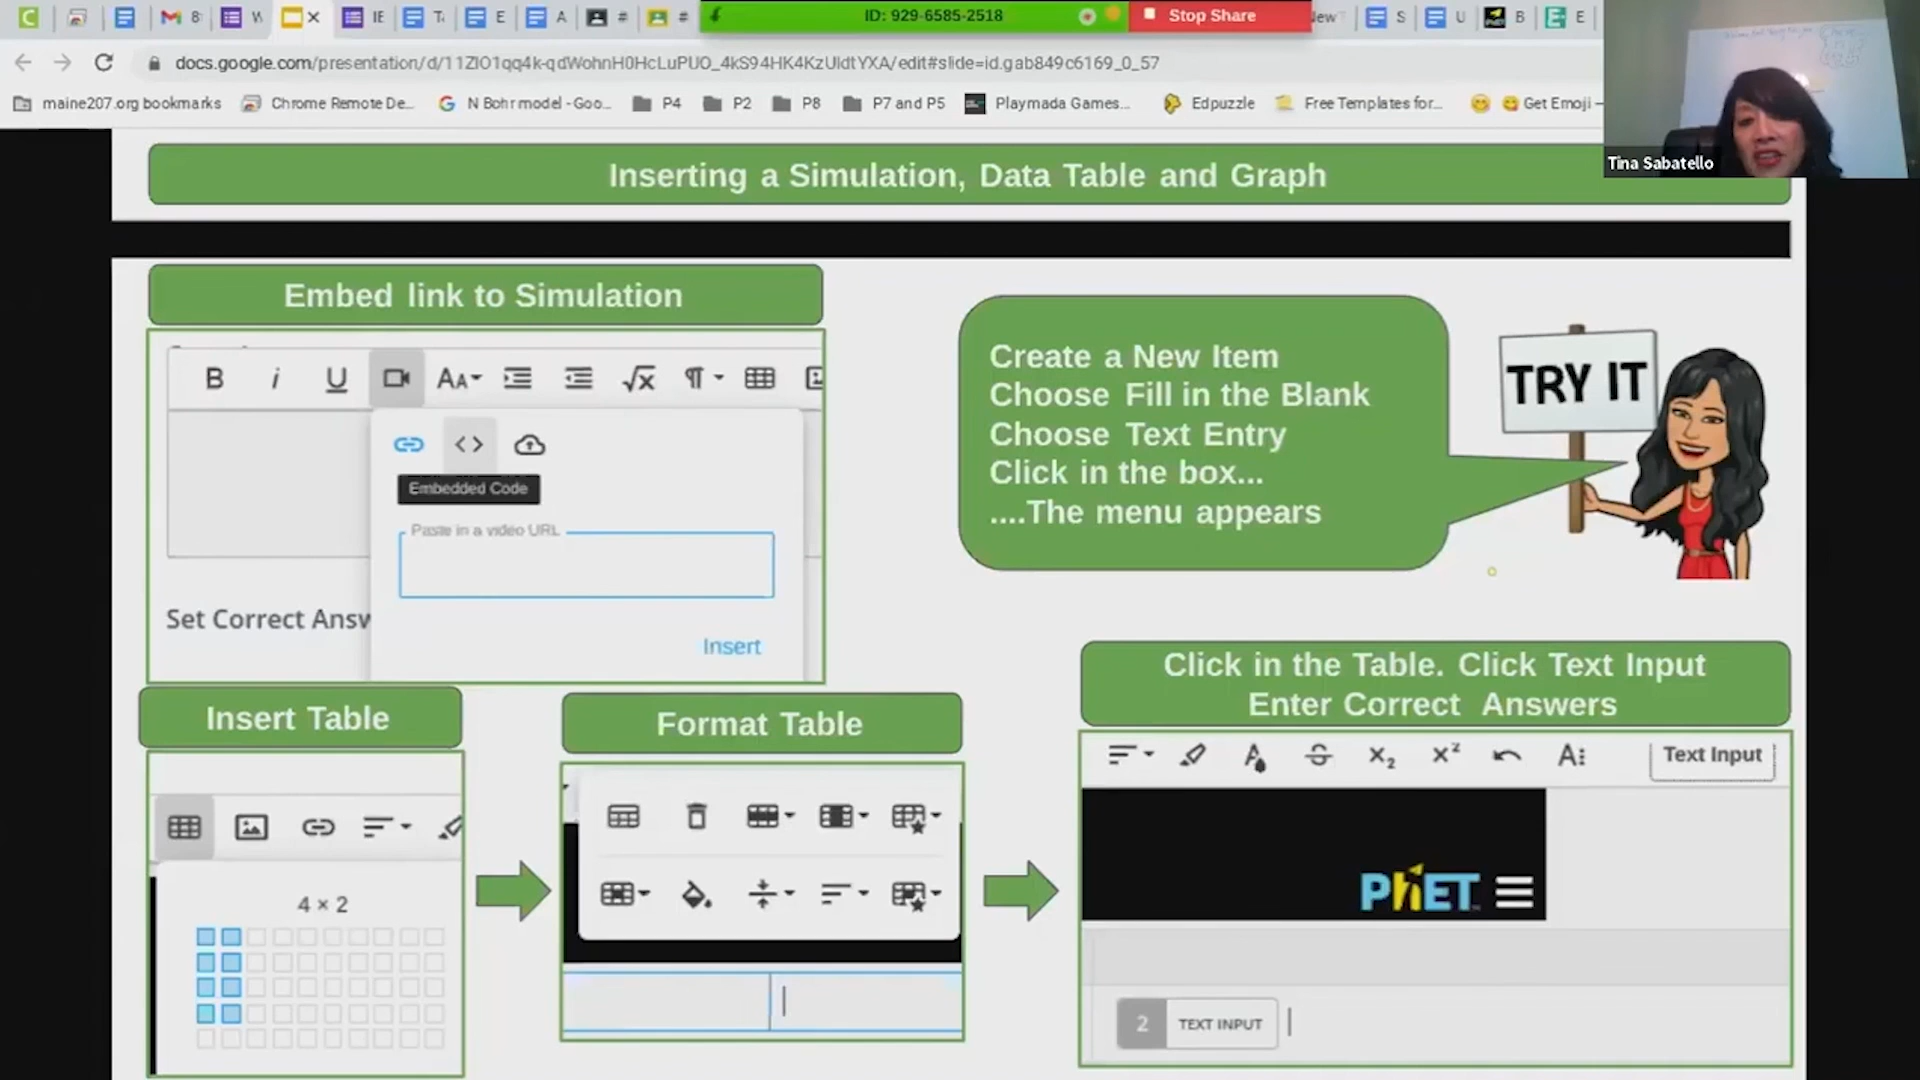 ID: 929-6585-2518
Stop Share
docs.google.com/presentation/d/11ZIO1qq4k-qdWohnH0HcLuPUO_4kS94HK4KzUIdtYXA/edit#slide=id.gab849c6169_0_57
maine207.org bookmarks
Chrome Remote De...
N Bohr model - Goo...
P4
P2
P8
P7 and P5
Playmada Games...
Edpuzzle
Free Templates for...
Get Emoji
Tina Sabatello
Inserting a Simulation, Data Table and Graph
Embed link to Simulation
B i U
Embedded Code
Paste in a video URL
Insert
Set Correct Answ
Create a New Item
Choose Fill in the Blank
Choose Text Entry
Click in the box...
....The menu appears
TRY IT
Insert Table
4 × 2
Format Table
Click in the Table. Click Text Input
Enter Correct Answers
Text Input
PhET
2 TEXT INPUT